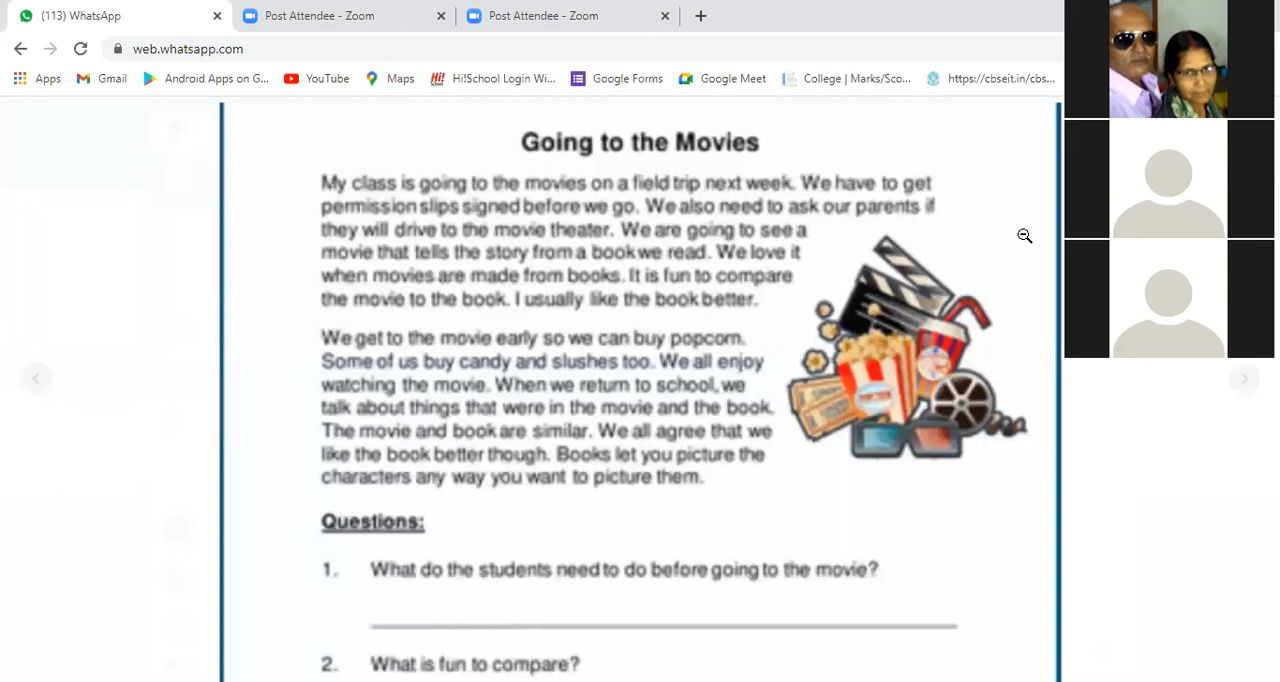 (113) WhatsApp
Post Attendee - Zoom
Post Attendee - Zoom
web.whatsapp.com
Apps
Gmail
Android Apps on G...
YouTube
Maps
Hi!School Login Wi...
Google Forms
Google Meet
College | Marks/Sco...
https://cbseit.in/cbs...
Going to the Movies
My class is going to the movies on a field trip next week. We have to get
permission slips signed before we go. We also need to ask our parents if
they will drive to the movie theater. We are going to see a
movie that tells the story from a book we read. We love it
when movies are made from books. It is fun to compare
the movie to the book. I usually like the book better.
We get to the movie early so we can buy popcorn.
Some of us buy candy and slushes too. We all enjoy
watching the movie. When we return to school, we
talk about things that were in the movie and the book.
The movie and book are similar. We all agree that we
like the book better though. Books let you picture the
characters any way you want to picture them.
Questions:
1. What do the students need to do before going to the movie?
2. What is fun to compare?